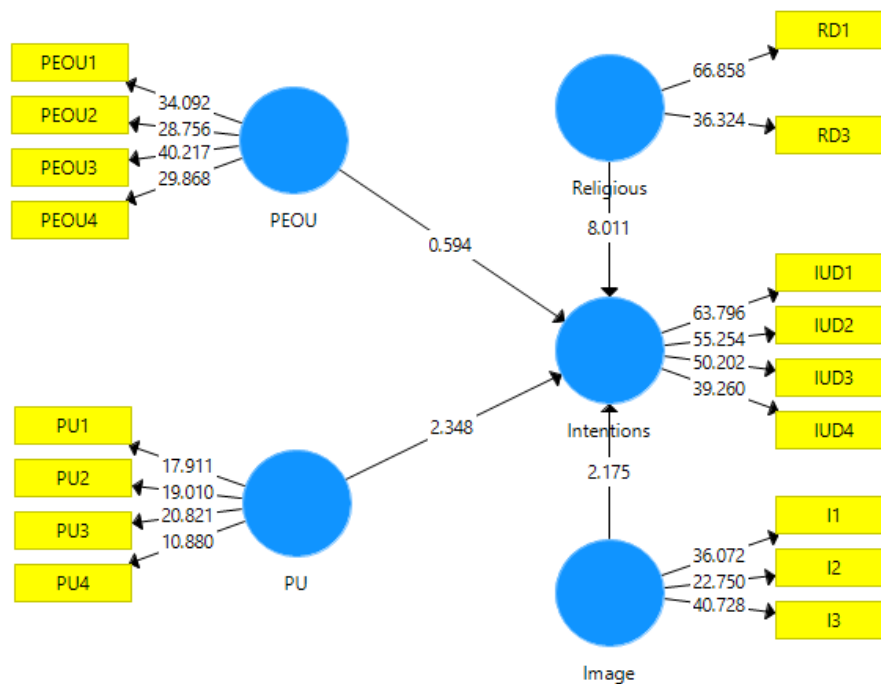 PEOU1
PEOU2
PEOU3
PEOU4
34.092
28.756
40.217
29.868
PEOU
RD1
RD3
66.858
36.324
Religious
8.011
0.594
IUD1
IUD2
IUD3
IUD4
63.796
55.254
50.202
39.260
Intentions
PU1
PU2
PU3
PU4
17.911
19.010
20.821
10.880
PU
2.348
2.175
I1
I2
I3
36.072
22.750
40.728
Image